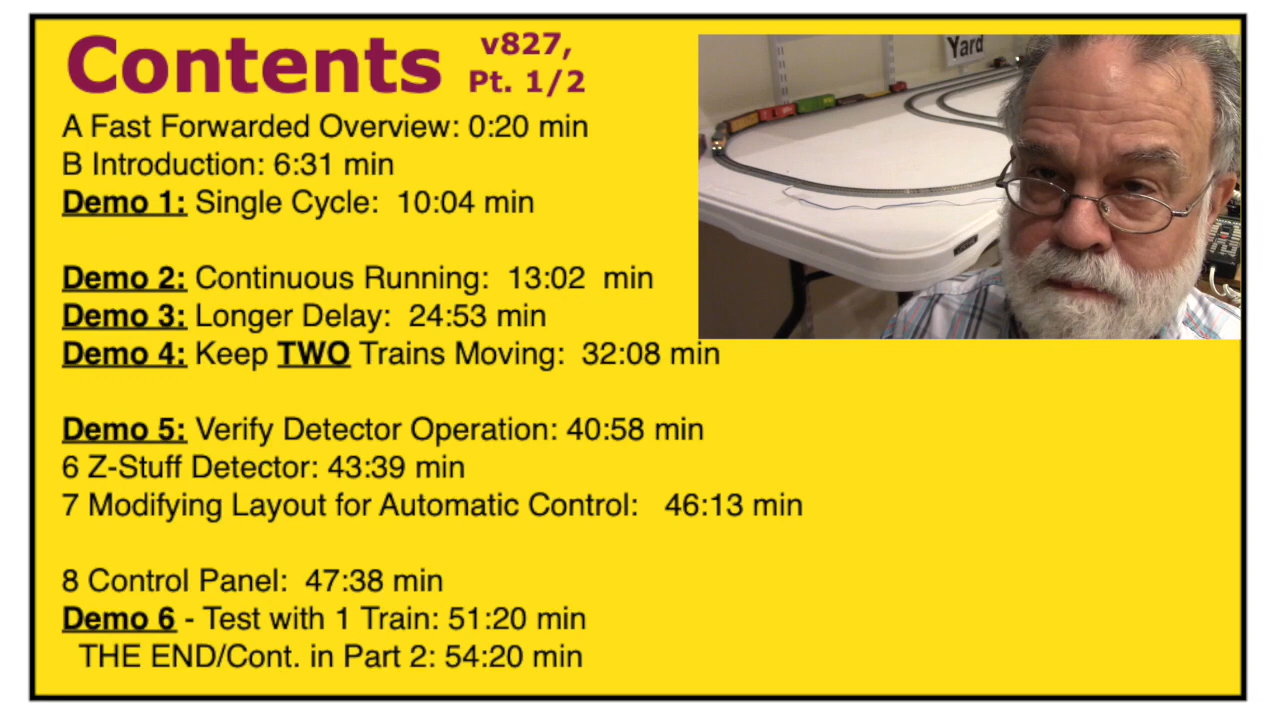 Contents
v827,
Pt. 1/2
Yard
A Fast Forwarded Overview: 0:20 min
B Introduction: 6:31 min
Demo 1: Single Cycle: 10:04 min
Demo 2: Continuous Running: 13:02 min
Demo 3: Longer Delay: 24:53 min
Demo 4: Keep TWO Trains Moving: 32:08 min
Demo 5: Verify Detector Operation: 40:58 min
6 Z-Stuff Detector: 43:39 min
7 Modifying Layout for Automatic Control: 46:13 min
8 Control Panel: 47:38 min
Demo 6 - Test with 1 Train: 51:20 min
THE END/Cont. in Part 2: 54:20 min